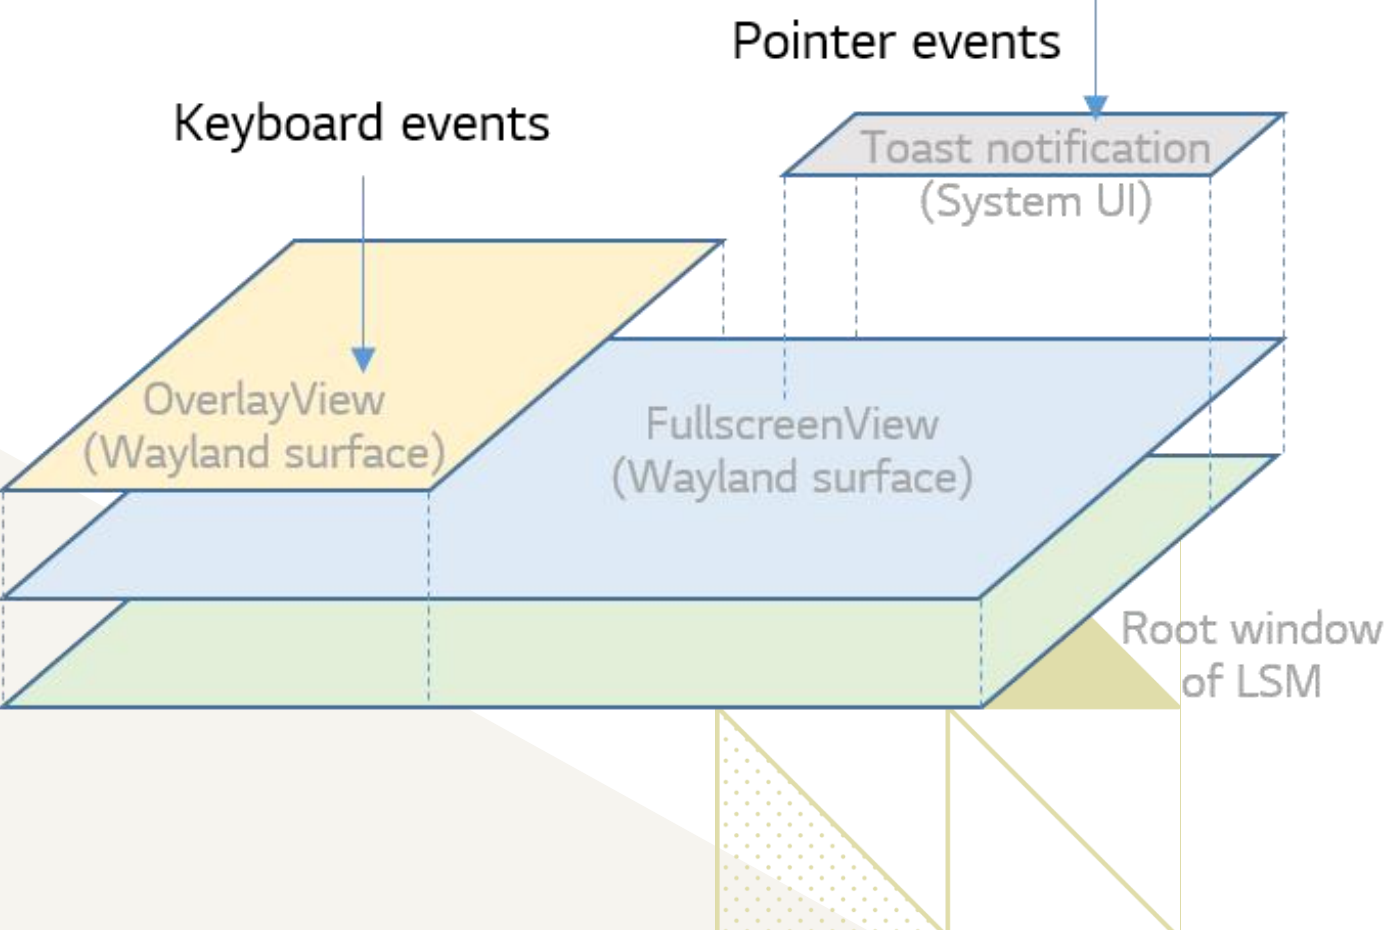 Pointer events
Keyboard events
Toast notification
(System UI)
OverlayView
(Wayland surface)
FullscreenView
(Wayland surface)
Root window
of LSM